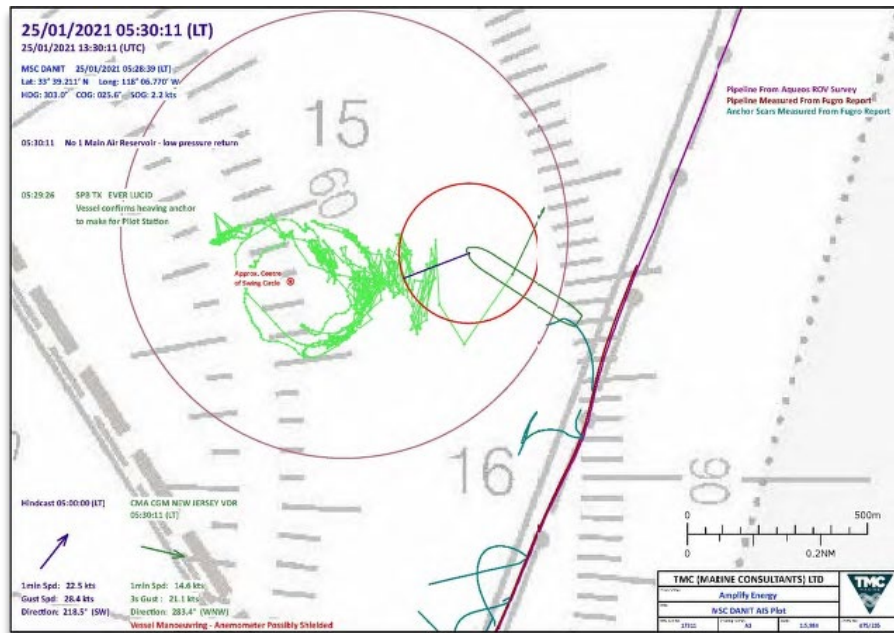 25/01/2021 05:30:11 (LT)
25/01/2021 13:30:11 (UTC)
MSC DANIT 25/01/2021 05:28:39 (LT)
Lat: 33° 39.211' N Long: 118° 06.770' W
HDG: 303.0° COG: 025.6° SOG: 2.2 kts
Pipeline From Aqueos ROV Survey
Pipeline Measured From Fugro Report
Anchor Scars Measured From Fugro Report
05:30:11 No 1 Main Air Reservoir - low pressure return
05:29:26 SPB TX EVER LUCID
Vessel confirms heaving anchor
to make for Pilot Station
15
60
Approx. Centre
of Swing Circle
16
90
Hindcast 05:00:00 (LT)
CMA CGM NEW JERSEY VDR
05:30:11 (LT)
0 500m
0 0.2NM
1min Spd: 22.5 kts
Gust Spd: 28.4 kts
Direction: 218.5° (SW)
1min Spd: 14.6 kts
3s Gust: 21.1 kts
Direction: 283.4° (WNW)
Vessel Manoeuvring - Anemometer Possibly Shielded
TMC (MARINE CONSULTANTS) LTD
Amplify Energy
MSC DANIT AIS Plot
A3
TMC